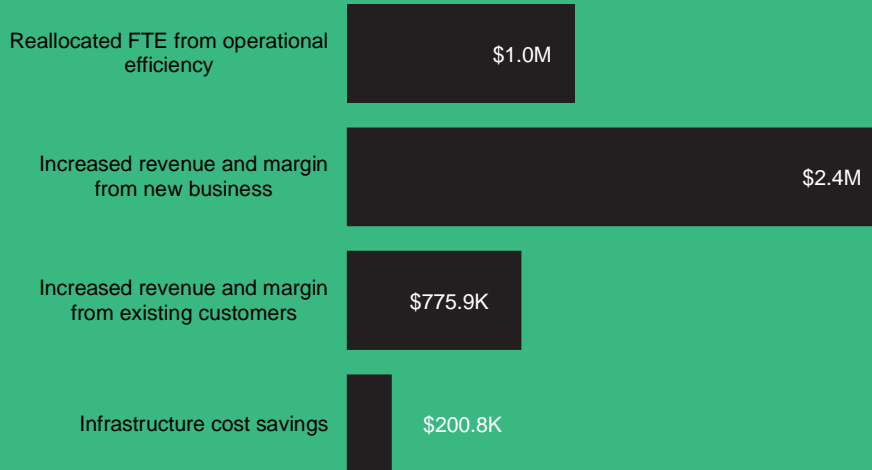 Reallocated FTE from operational
efficiency
$1.0M
Increased revenue and margin
from new business
$2.4M
Increased revenue and margin
from existing customers
$775.9K
Infrastructure cost savings
$200.8K